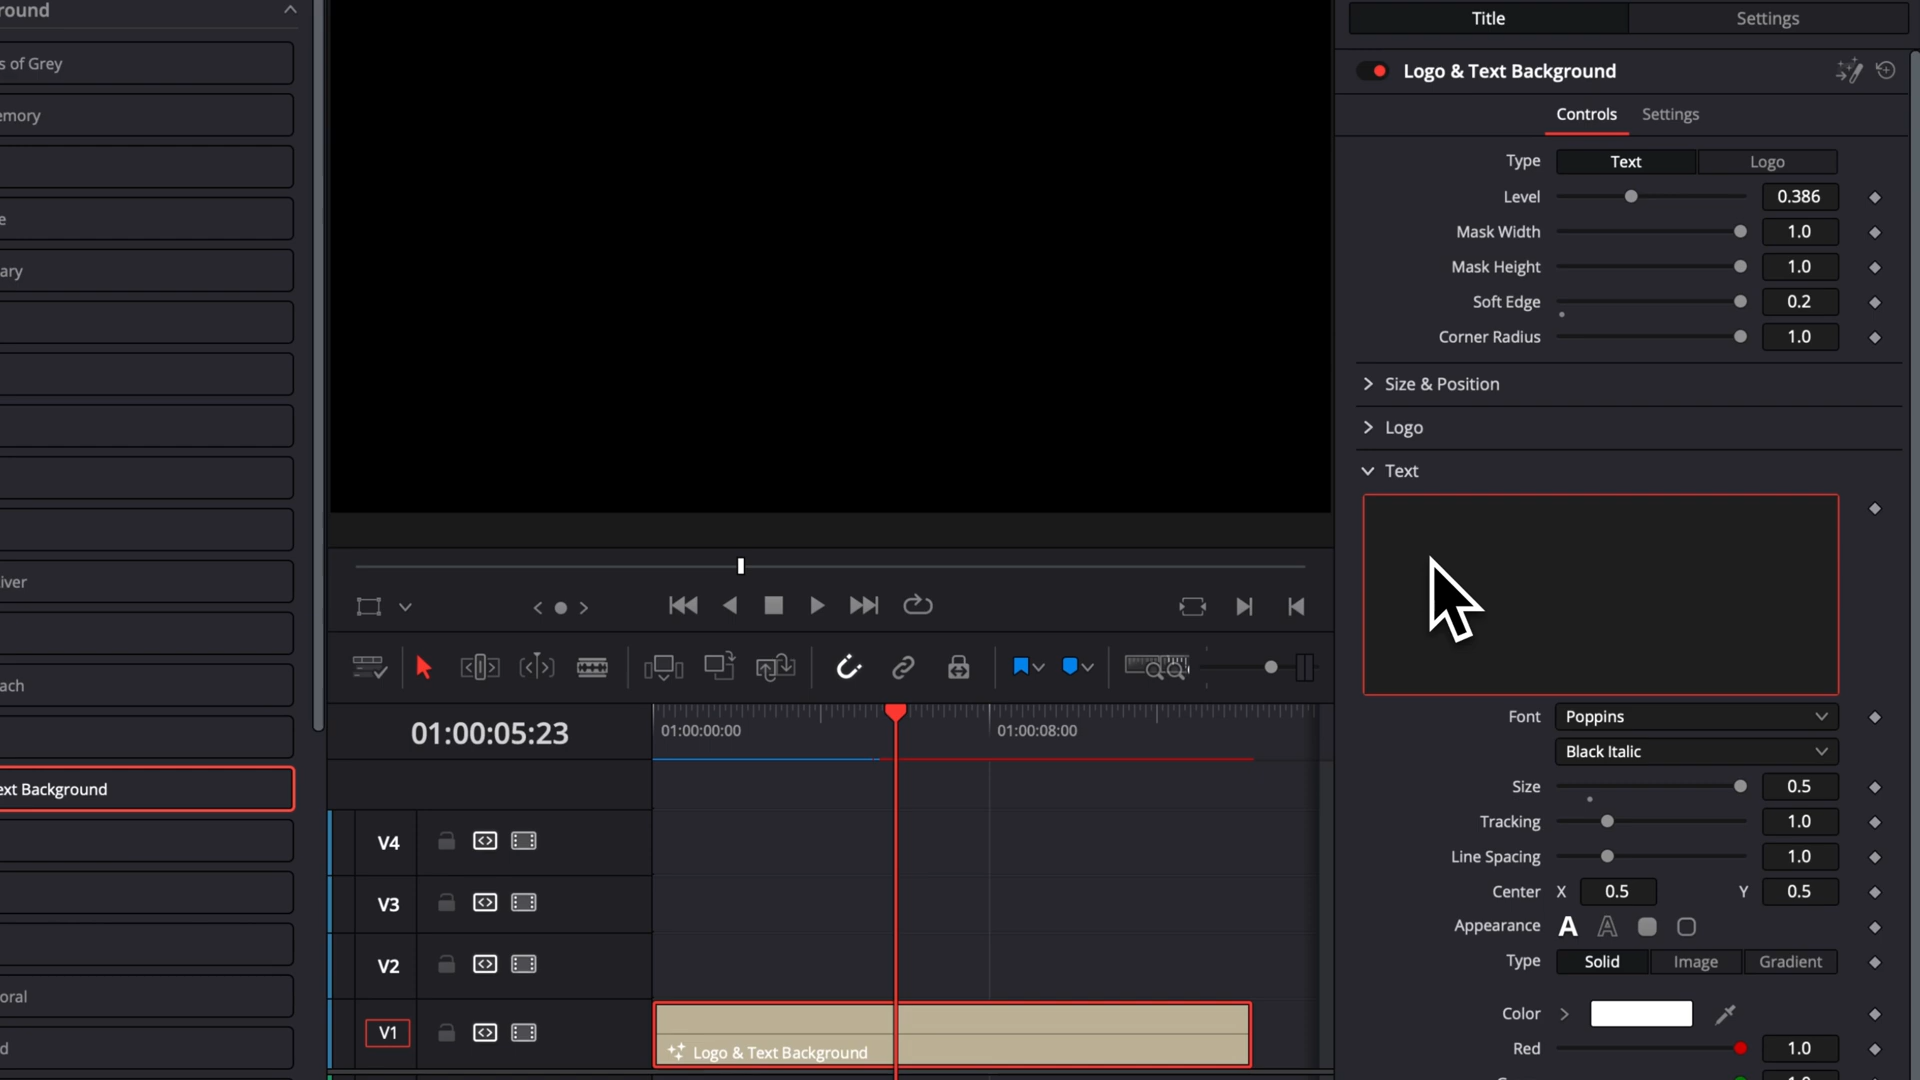 round
s of Grey
emory
e
ary
iver
ach
ext Background
oral
d
01:00:05:23
01:00:00:00
01:00:08:00
V4
V3
V2
V1
Logo & Text Background
Title
Settings
Logo & Text Background
Controls
Settings
Type
Text
Logo
Level
0.386
Mask Width
1.0
Mask Height
1.0
Soft Edge
0.2
Corner Radius
1.0
Size & Position
Logo
Text
Font
Poppins
Black Italic
Size
0.5
Tracking
1.0
Line Spacing
1.0
Center
X
0.5
Y
0.5
Appearance
A
A
Type
Solid
Image
Gradient
Color
Red
1.0